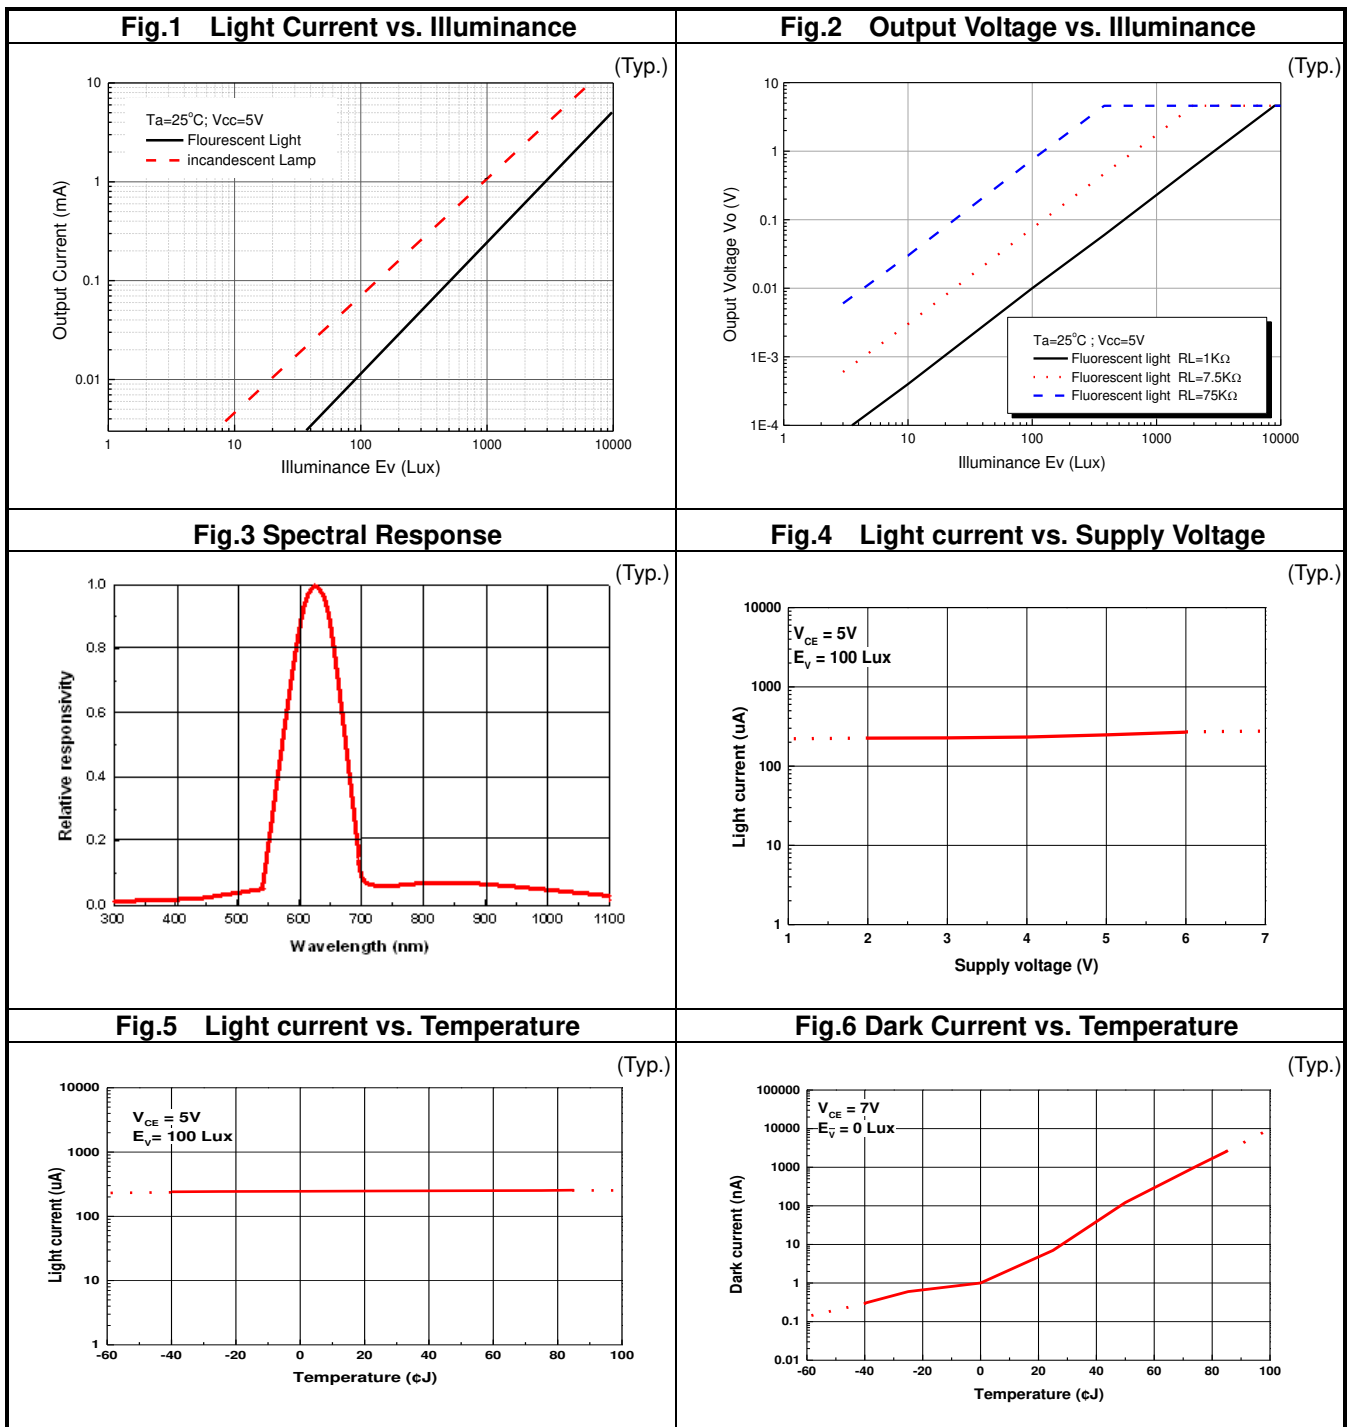 Fig.1 Light Current vs. Illuminance
(Typ.)
Ta=25°C; Vcc=5V
Flourescent Light
incandescent Lamp
Output Current (mA)
10
1
0.1
0.01
1 10 100 1000 10000
Illuminance Ev (Lux)
Fig.2 Output Voltage vs. Illuminance
(Typ.)
Ouput Voltage Vo (V)
10
1
0.1
0.01
1E-3
1E-4
Ta=25°C ; Vcc=5V
Fluorescent light RL=1KΩ
Fluorescent light RL=7.5KΩ
Fluorescent light RL=75KΩ
1 10 100 1000 10000
Illuminance Ev (Lux)
Fig.3 Spectral Response
(Typ.)
Relative responsivity
1.0
0.8
0.6
0.4
0.2
0.0
300 400 500 600 700 800 900 1000 1100
Wavelength (nm)
Fig.4 Light current vs. Supply Voltage
(Typ.)
V_CE = 5V
E_V = 100 Lux
Light current (uA)
10000
1000
100
10
1
1 2 3 4 5 6 7
Supply voltage (V)
Fig.5 Light current vs. Temperature
(Typ.)
V_CE = 5V
E_V= 100 Lux
Light current (uA)
10000
1000
100
10
1
-60 -40 -20 0 20 40 60 80 100
Temperature (¢J)
Fig.6 Dark Current vs. Temperature
(Typ.)
V_CE = 7V
E_V = 0 Lux
Dark current (nA)
100000
10000
1000
100
10
1
0.1
0.01
-60 -40 -20 0 20 40 60 80 100
Temperature (¢J)